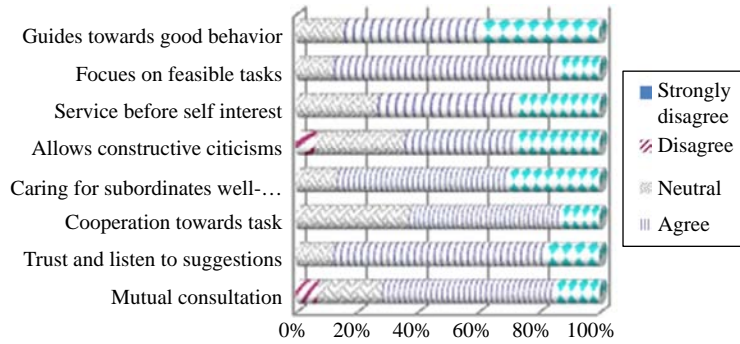 Guides towards good behavior
Focues on feasible tasks
Service before self interest
Allows constructive citicisms
Caring for subordinates well-…
Cooperation towards task
Trust and listen to suggestions
Mutual consultation
0% 20% 40% 60% 80% 100%
Strongly
disagree
Disagree
Neutral
Agree